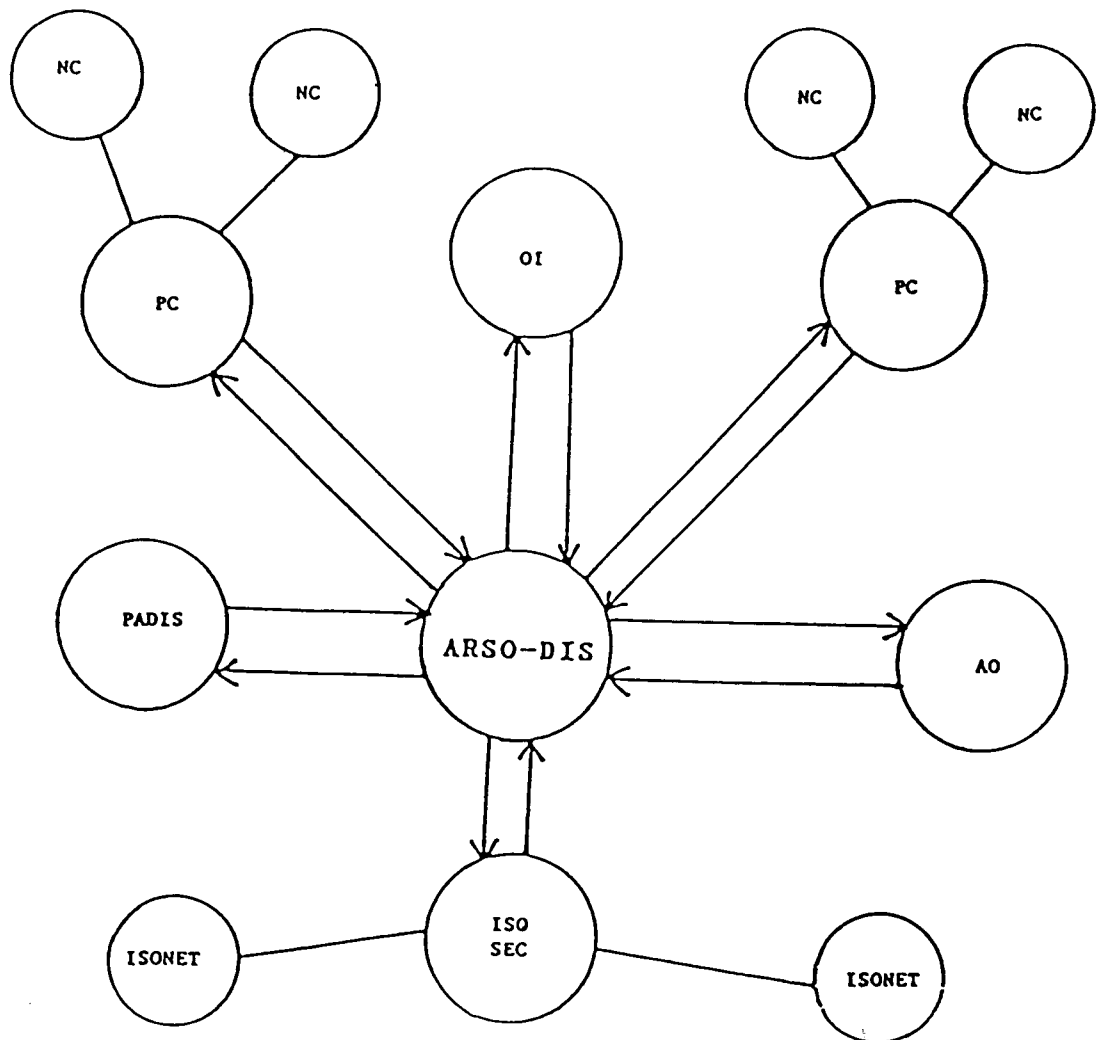 NC
NC
NC
NC
OI
PC
PC
PADIS
ARSO-DIS
AO
ISO
SEC
ISONET
ISONET